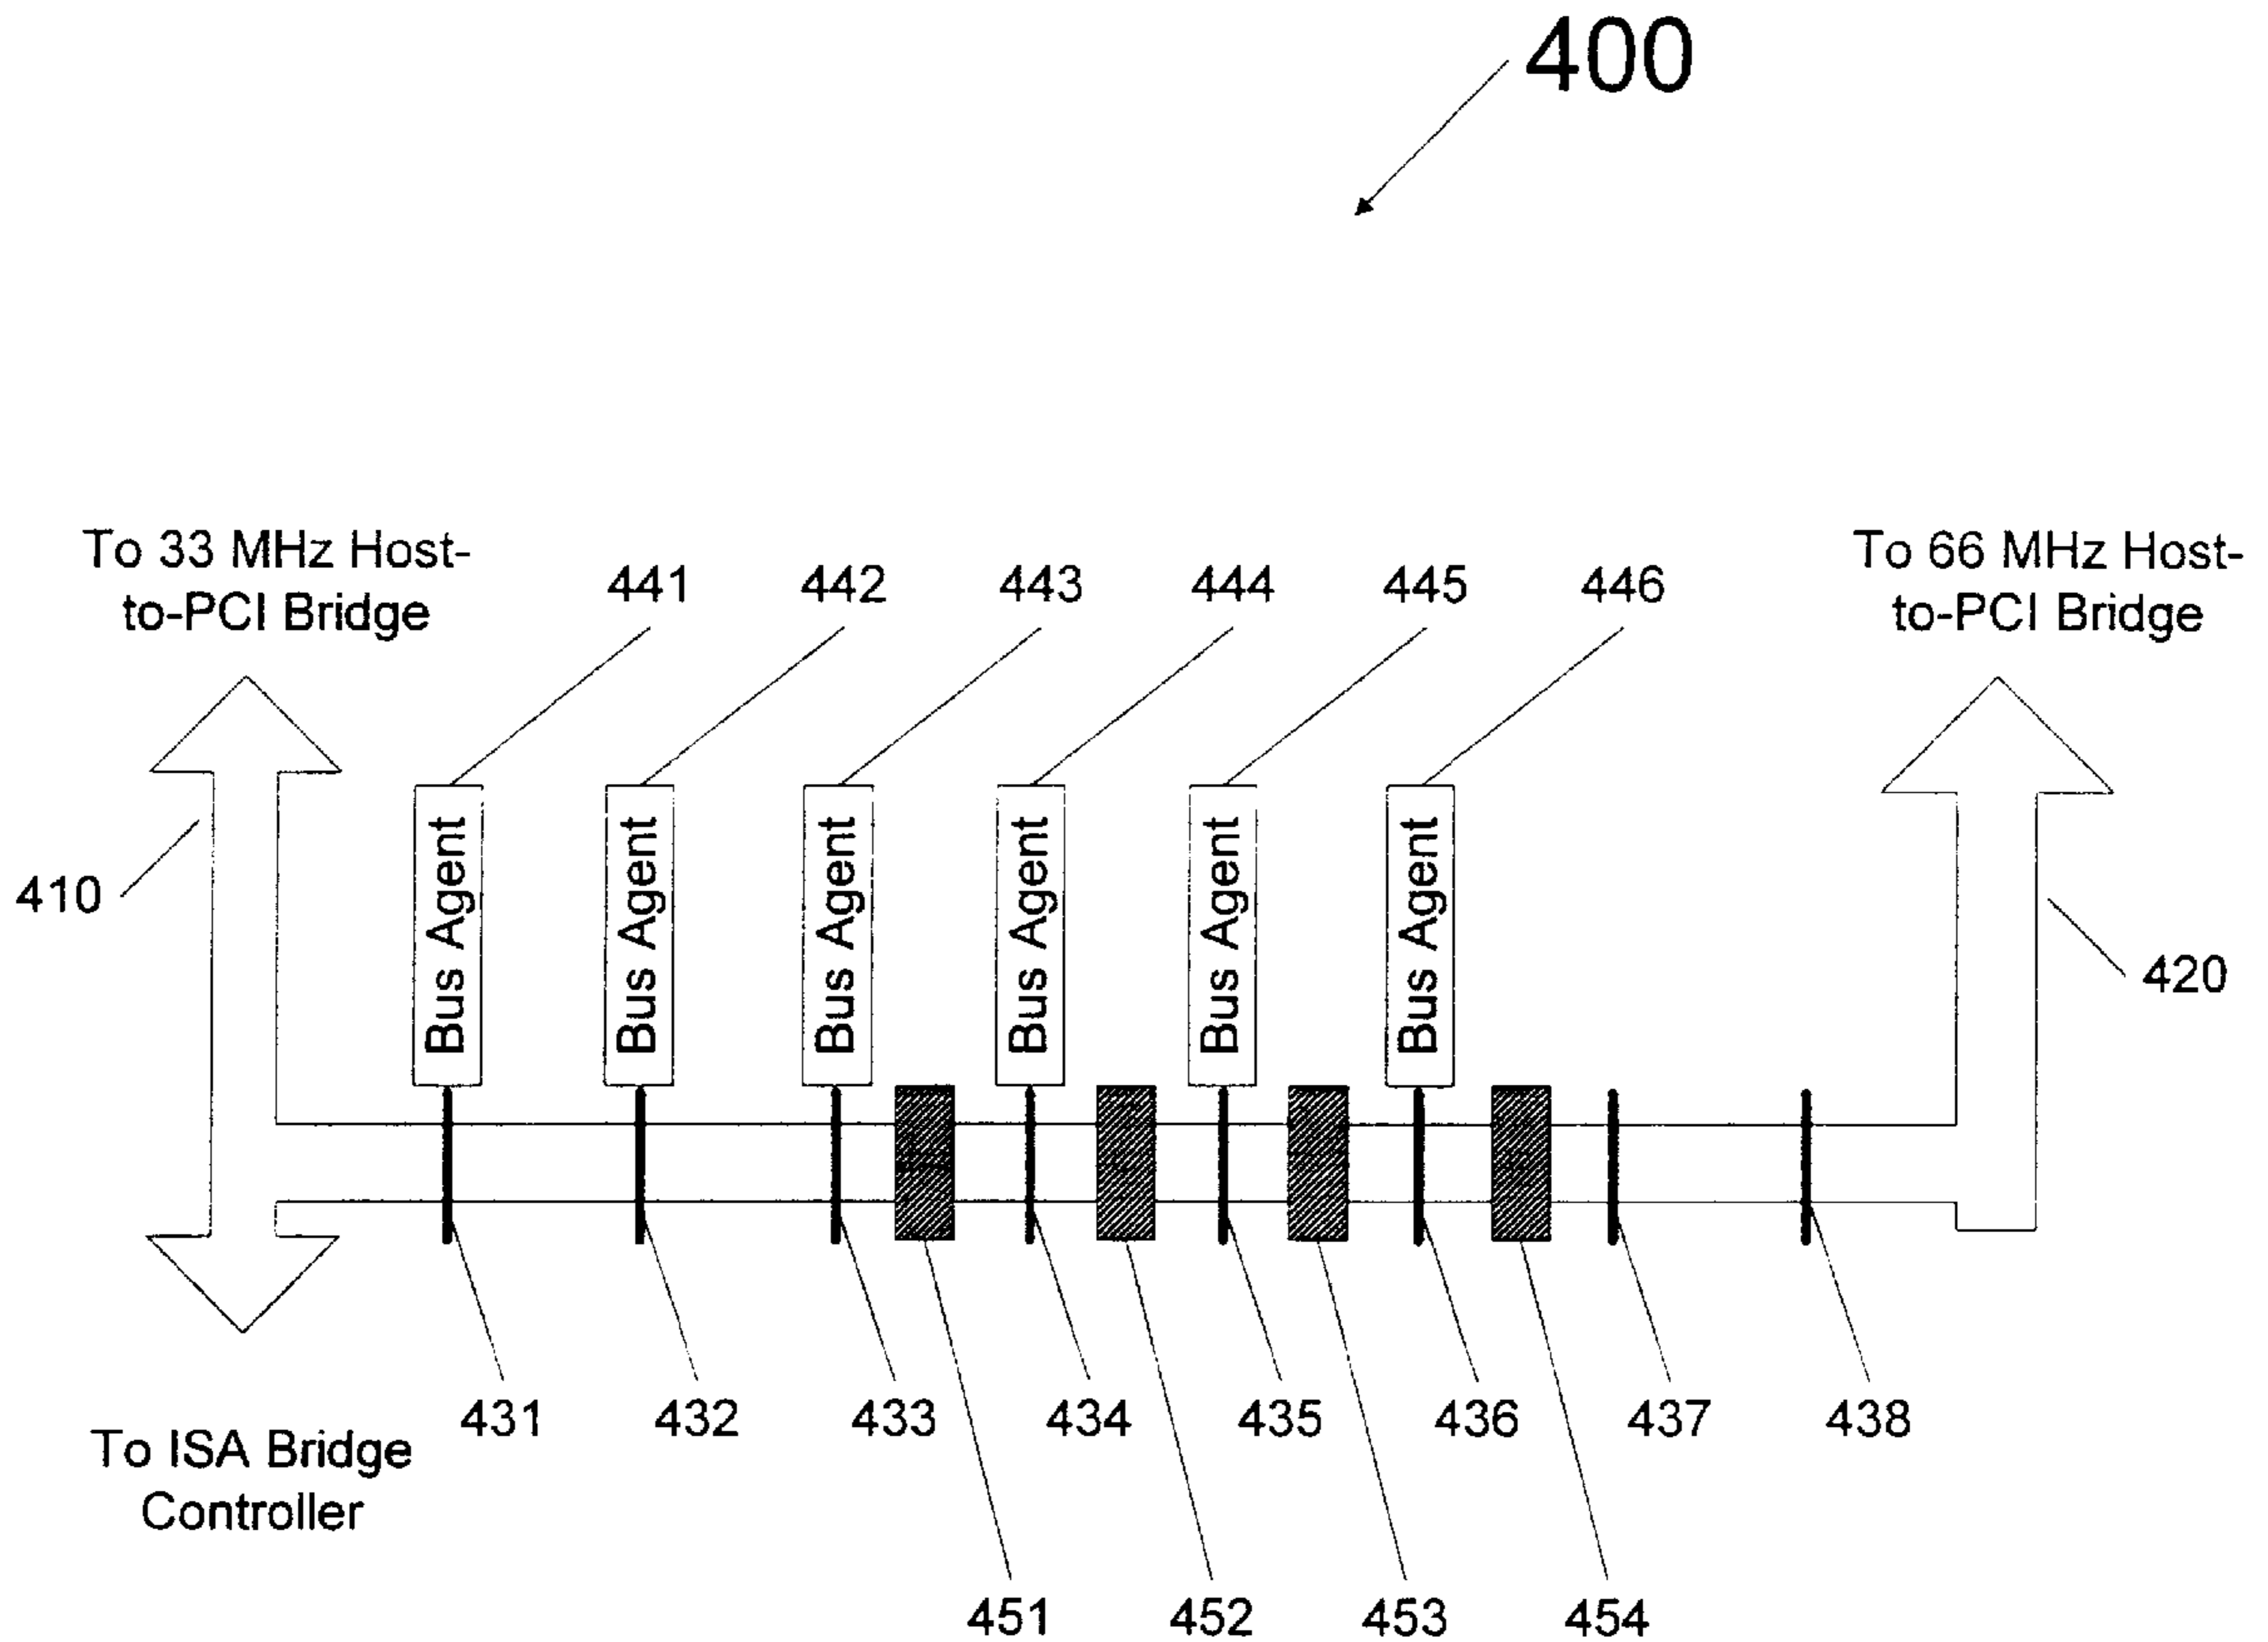 400
To 33 MHz Host-
to-PCI Bridge
To 66 MHz Host-
to-PCI Bridge
441
442
443
444
445
446
410
Bus Agent
Bus Agent
Bus Agent
Bus Agent
Bus Agent
Bus Agent
420
431
432
433
434
435
436
437
438
To ISA Bridge
Controller
451
452
453
454